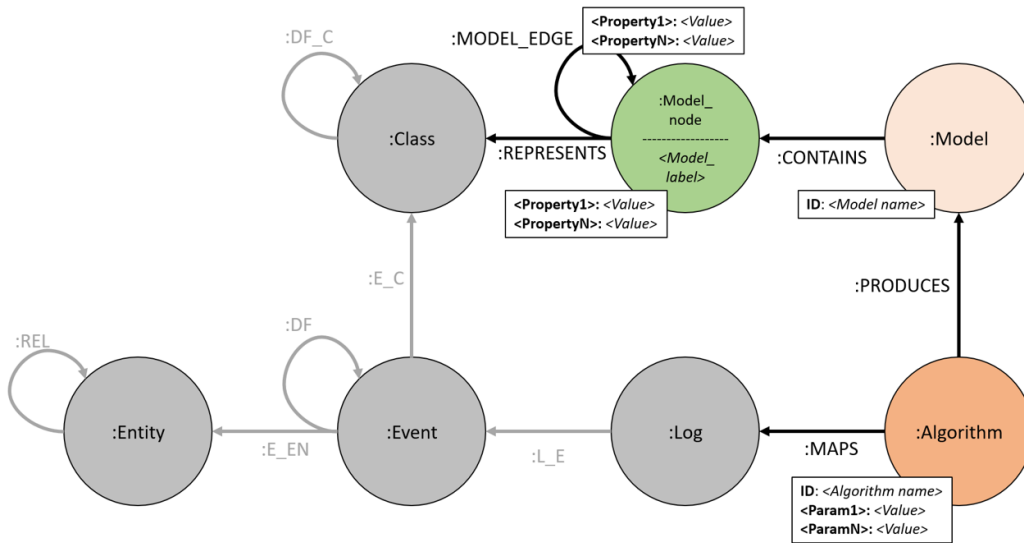 :DF_C
:MODEL_EDGE
<Property1>: <Value>
<PropertyN>: <Value>
:Class
:REPRESENTS
:Model_
node
------------------
<Model_
label>
:CONTAINS
:Model
<Property1>: <Value>
<PropertyN>: <Value>
ID: <Model name>
:E_C
:PRODUCES
:REL
:DF
:Entity
:E_EN
:Event
:L_E
:Log
:MAPS
:Algorithm
ID: <Algorithm name>
<Param1>: <Value>
<ParamN>: <Value>